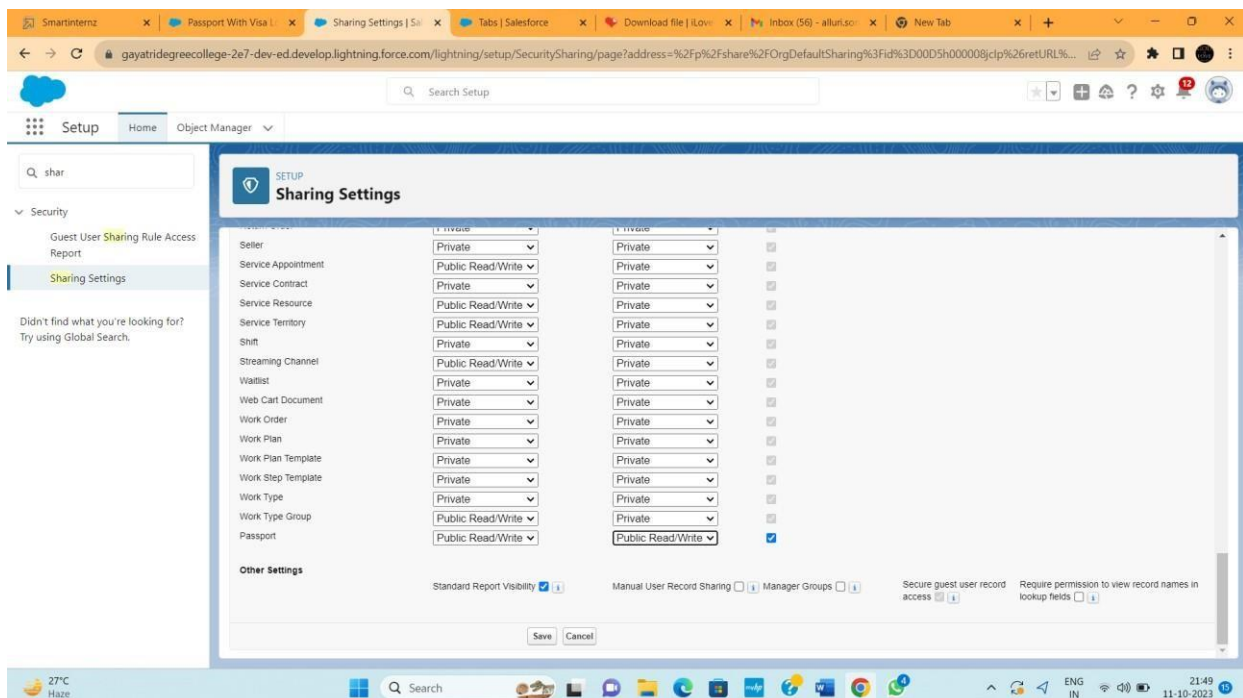 Smartinternz
Passport With Visa L
Sharing Settings | Sal
Tabs | Salesforce
Download file | iLove
Inbox (56) - alluri.sor
New Tab
gayatridegreecollege-2e7-dev-ed.develop.lightning.force.com/lightning/setup/SecuritySharing/page?address=%2Fp%2Fshare%2FOrgDefaultSharing%3Fid%3D00D5h000008jclp%26retURL%...
Search Setup
12
Setup Home Object Manager
shar
Security
Guest User Sharing Rule Access
Report
Sharing Settings
Didn't find what you're looking for?
Try using Global Search.
SETUP
Sharing Settings
Seller Private Private
Service Appointment Public Read/Write Private
Service Contract Private Private
Service Resource Public Read/Write Private
Service Territory Public Read/Write Private
Shift Private Private
Streaming Channel Public Read/Write Private
Waitlist Private Private
Web Cart Document Private Private
Work Order Private Private
Work Plan Private Private
Work Plan Template Private Private
Work Step Template Private Private
Work Type Private Private
Work Type Group Public Read/Write Private
Passport Public Read/Write Public Read/Write
Other Settings
Standard Report Visibility Manual User Record Sharing Manager Groups
Secure guest user record
access
Require permission to view record names in
lookup fields
Save Cancel
27°C
Haze
Search
ENG
IN
21:49
11-10-2023
15